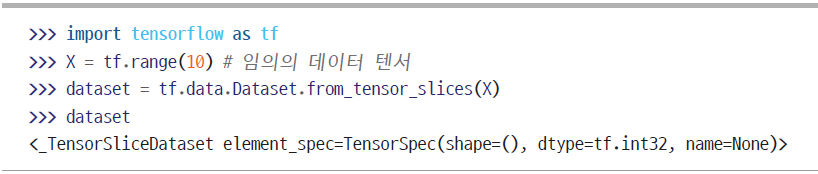 >>> import tensorflow as tf
>>> X = tf.range(10) # 임의의 데이터 텐서
>>> dataset = tf.data.Dataset.from_tensor_slices(X)
>>> dataset
<_TensorSliceDataset element_spec=TensorSpec(shape=(), dtype=tf.int32, name=None)>